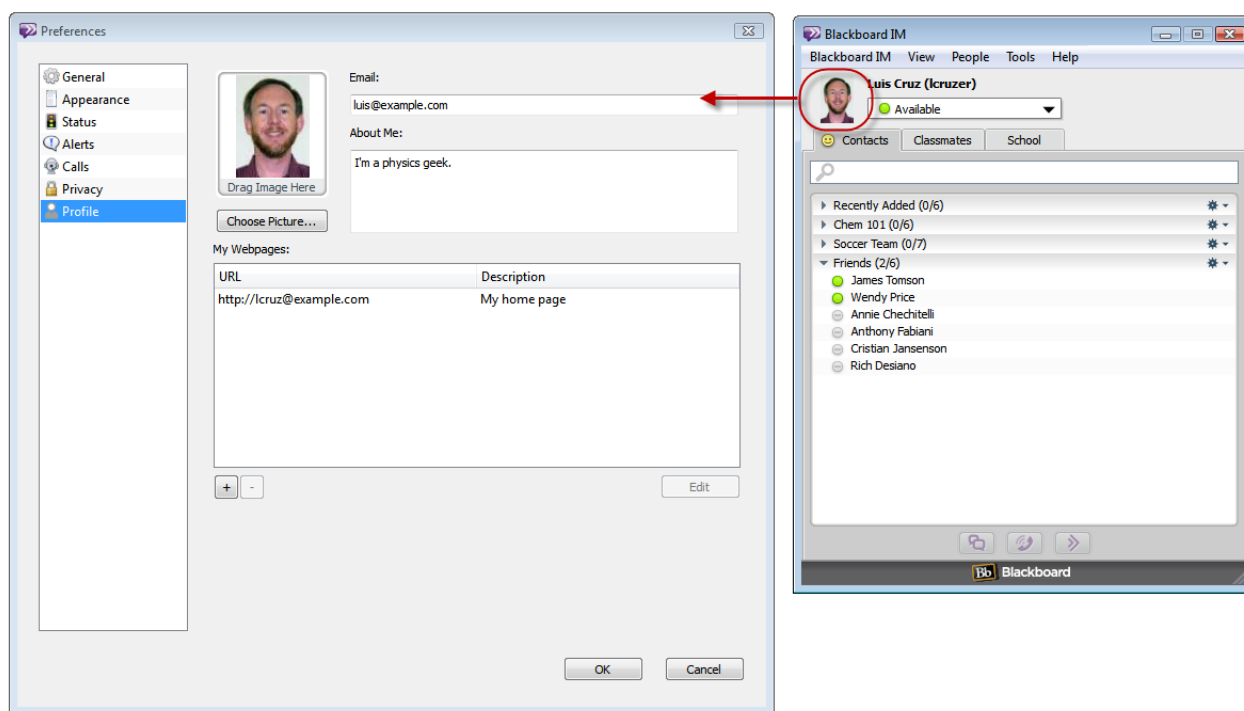 Preferences
General
Appearance
Status
Alerts
Calls
Privacy
Profile
Drag Image Here
Choose Picture...
Email:
luis@example.com
About Me:
I'm a physics geek.
My Webpages:
URL Description
http://lcruz@example.com My home page
+ -
Edit
OK Cancel
Blackboard IM
Blackboard IM View People Tools Help
Luis Cruz (lcruzer)
Available
Contacts Classmates School
Recently Added (0/6)
Chem 101 (0/6)
Soccer Team (0/7)
Friends (2/6)
James Tomson
Wendy Price
Annie Chechitelli
Anthony Fabiani
Cristian Jansenson
Rich Desiano
Bb Blackboard